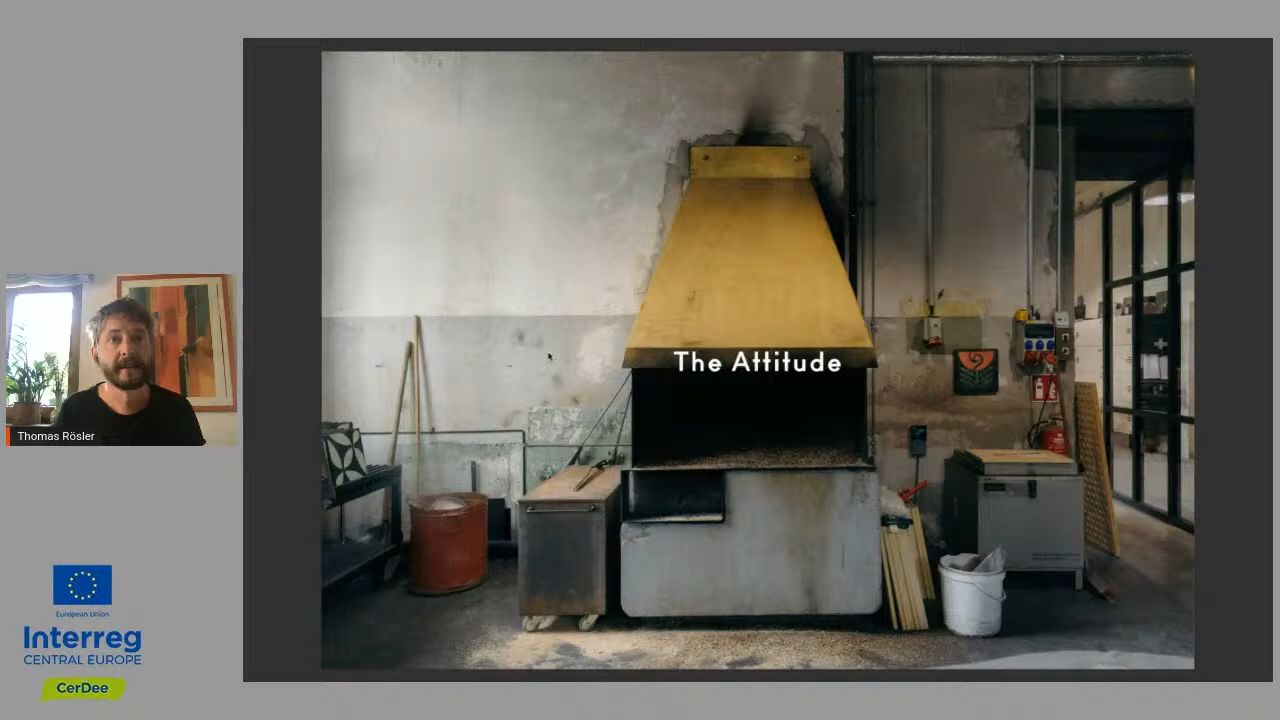 The Attitude
Thomas Rösler
European Union
Interreg
CENTRAL EUROPE
CerDee